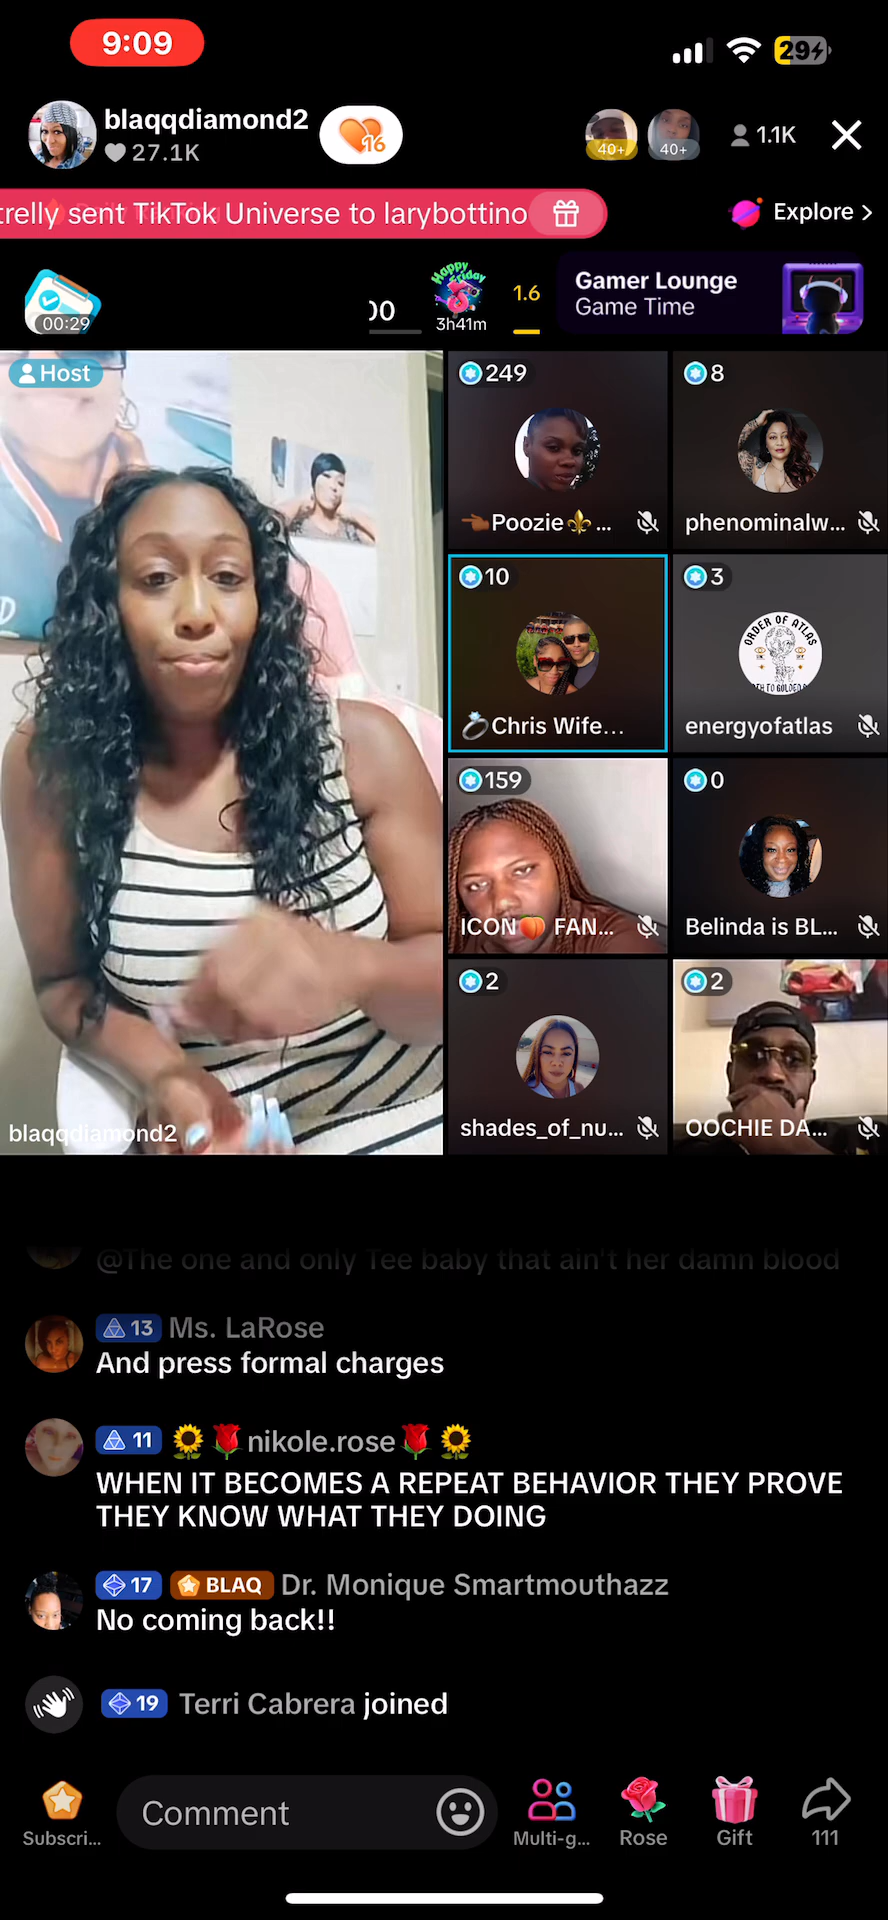 9:09
29
blaqqdiamond2
27.1K
16
40+
40+
1.1K
trelly sent TikTok Universe to larybottino
Explore >
00:29
00
Happy Friday
3h41m
1.6
Gamer Lounge
Game Time
Host
249
Poozie⚜️...
8
phenominalw...
10
💍Chris Wife...
3
ORDER OF ATLAS
energyofatlas
159
ICON🍑 FAN...
0
Belinda is BL...
2
shades_of_nu...
2
OOCHIE DA...
blaqqdiamond2
@The one and only Tee baby that ain't her damn blood
13 Ms. LaRose
And press formal charges
11 🌻🌹nikole.rose🌹🌻
WHEN IT BECOMES A REPEAT BEHAVIOR THEY PROVE
THEY KNOW WHAT THEY DOING
17 BLAQ Dr. Monique Smartmouthazz
No coming back!!
19 Terri Cabrera joined
Comment
Subscri...
Multi-g...
Rose
Gift
111